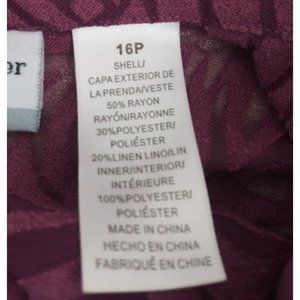 er
16P
SHELL/
CAPA EXTERIOR DE
LA PRENDA/VESTE
50% RAYON
RAYÓN/RAYONNE
30%POLYESTER/
POLIÉSTER
20%LINEN LINO/LIN
INNER/INTERIOR/
INTÉRIEURE
100%POLYESTER/
POLIÉSTER
MADE IN CHINA
HECHO EN CHINA
FABRIQUÉ EN CHINE